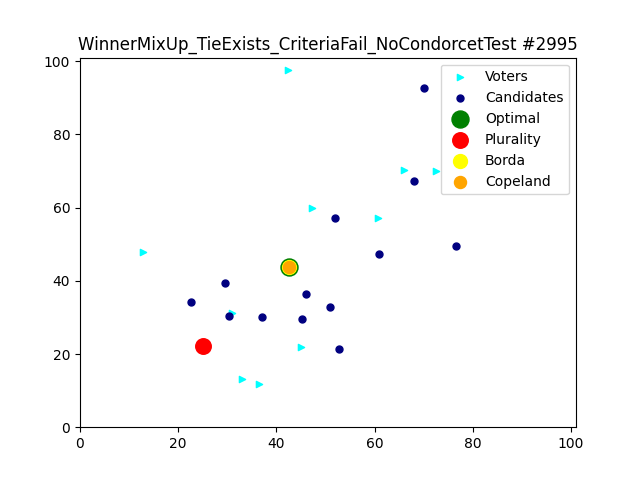 WinnerMixUp_TieExists_CriteriaFail_NoCondorcetTest #2995
100
80
60
40
20
0
0 20 40 60 80 100
Voters
Candidates
Optimal
Plurality
Borda
Copeland